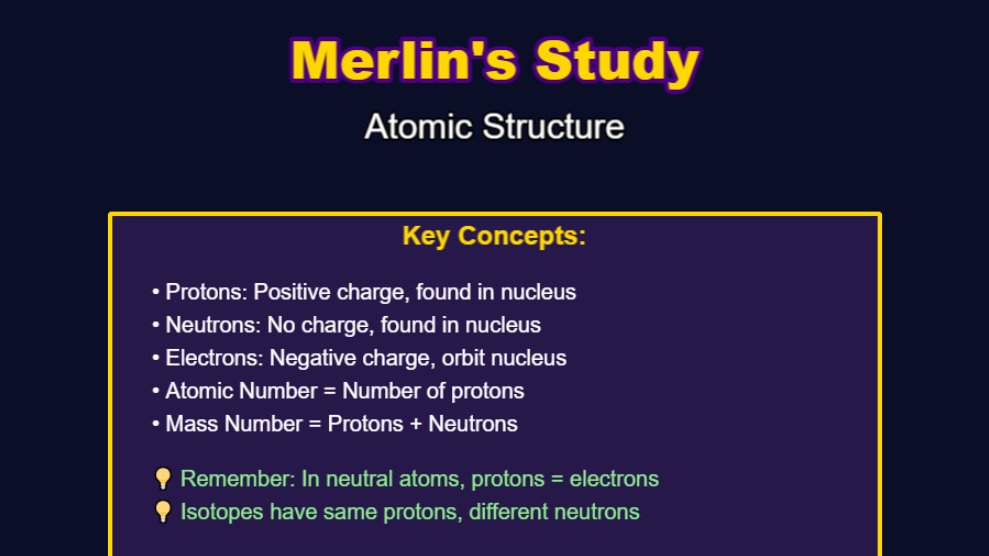 Merlin's Study
Atomic Structure
Key Concepts:
• Protons: Positive charge, found in nucleus
• Neutrons: No charge, found in nucleus
• Electrons: Negative charge, orbit nucleus
• Atomic Number = Number of protons
• Mass Number = Protons + Neutrons
💡 Remember: In neutral atoms, protons = electrons
💡 Isotopes have same protons, different neutrons